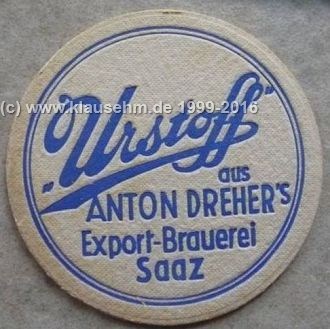 (c) www.klausehm.de 1999-2016
„Urstoff"
aus
ANTON DREHER'S
Export-Brauerei
Saaz